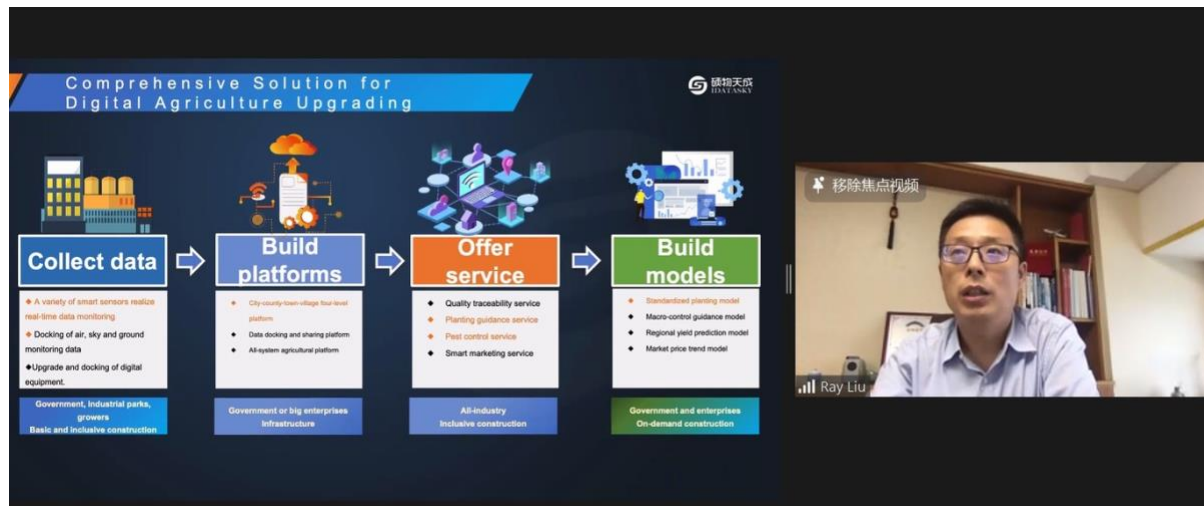 Comprehensive Solution for
Digital Agriculture Upgrading
硕物天成
IDATASKY
Collect data
◆ A variety of smart sensors realize
real-time data monitoring
◆ Docking of air, sky and ground
monitoring data
◆Upgrade and docking of digital
equipment.
Government, industrial parks,
growers
Basic and inclusive construction
Build
platforms
◆ City-county-town-village four-level
platform
◆ Data docking and sharing platform
◆ All-system agricultural platform
Government or big enterprises
Infrastructure
Offer
service
◆ Quality traceability service
◆ Planting guidance service
◆ Pest control service
◆ Smart marketing service
All-industry
Inclusive construction
Build
models
◆ Standardized planting model
◆ Macro-control guidance model
◆ Regional yield prediction model
◆ Market price trend model
Government and enterprises
On-demand construction
移除焦点视频
Ray Liu